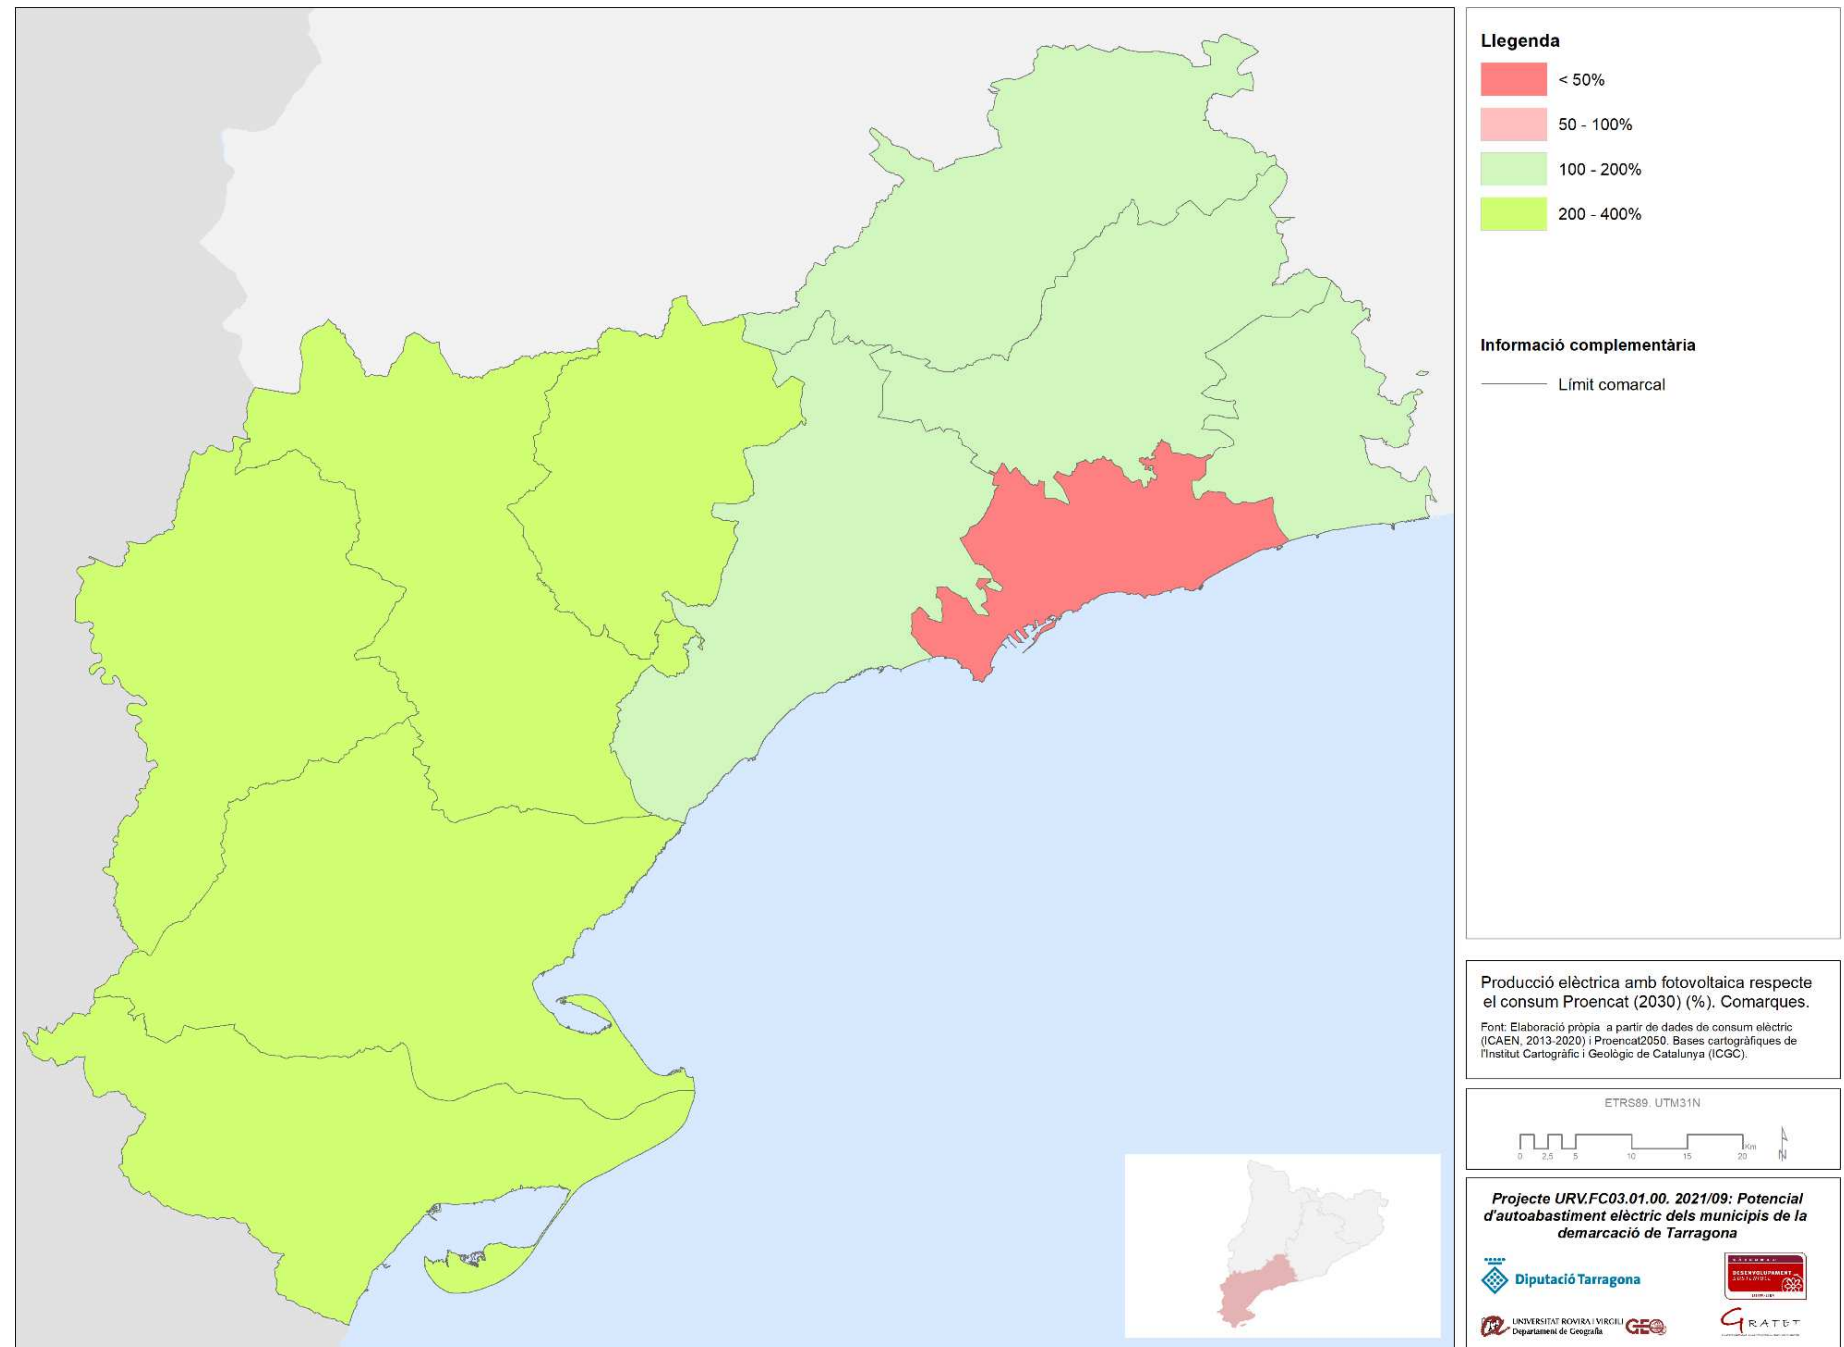 Llegenda
< 50%
50 - 100%
100 - 200%
200 - 400%
Informació complementària
Límit comarcal
Producció elèctrica amb fotovoltaica respecte
el consum Proencat (2030) (%). Comarques.
Font: Elaboració pròpia a partir de dades de consum elèctric
(ICAEN, 2013-2020) i Proencat2050. Bases cartogràfiques de
l'Institut Cartogràfic i Geològic de Catalunya (ICGC).
ETRS89. UTM31N
Km
0 2,5 5 10 15 20
N
Projecte URV.FC03.01.00. 2021/09: Potencial
d'autoabastiment elèctric dels municipis de la
demarcació de Tarragona
Diputació Tarragona
DESENVOLUPAMENT
UNIVERSITAT ROVIRA I VIRGILI
Departament de Geografia
GEO
GRATET